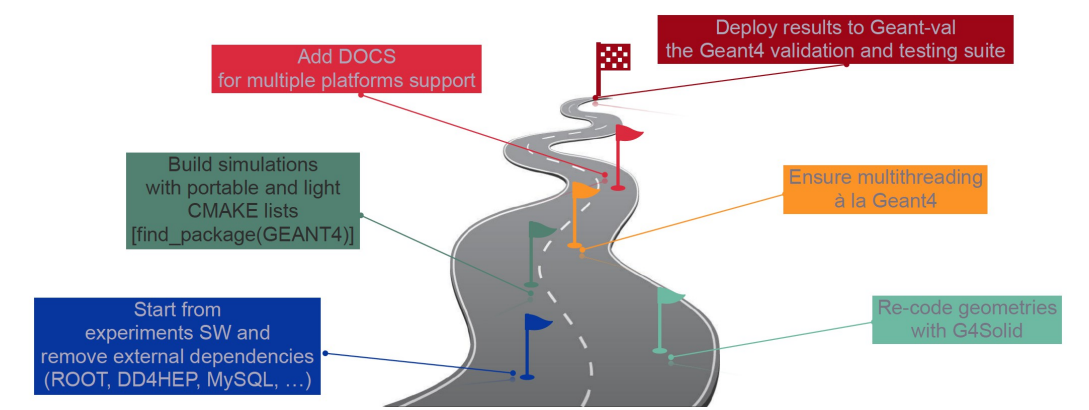 Deploy results to Geant-val
the Geant4 validation and testing suite
Add DOCS
for multiple platforms support
Build simulations
with portable and light
CMAKE lists
[find_package(GEANT4)]
Ensure multithreading
à la Geant4
Start from
experiments SW and
remove external dependencies
(ROOT, DD4HEP, MySQL, …)
Re-code geometries
with G4Solid